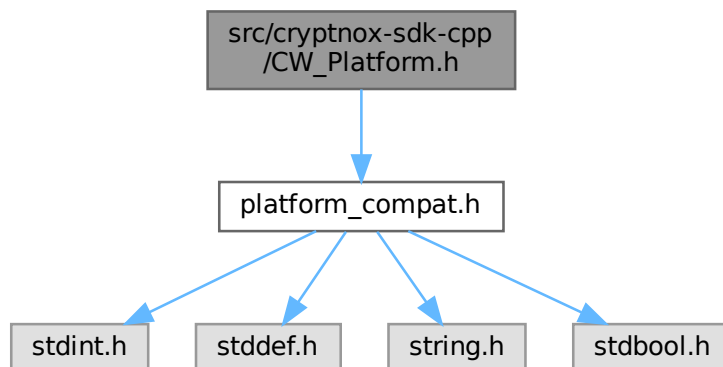 src/cryptnox-sdk-cpp
/CW_Platform.h
platform_compat.h
stdint.h
stddef.h
string.h
stdbool.h